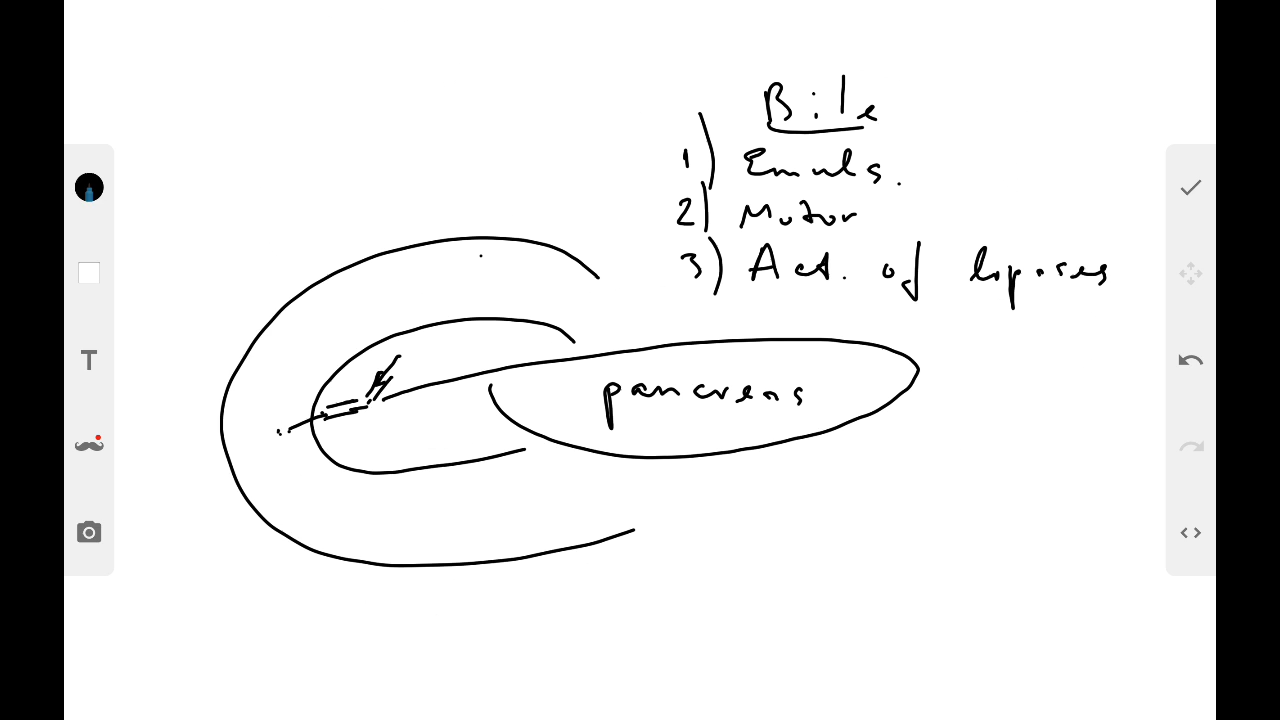 Bile
1) Emuls.
2) Motor
3) Act. of lipases
pancreas
T